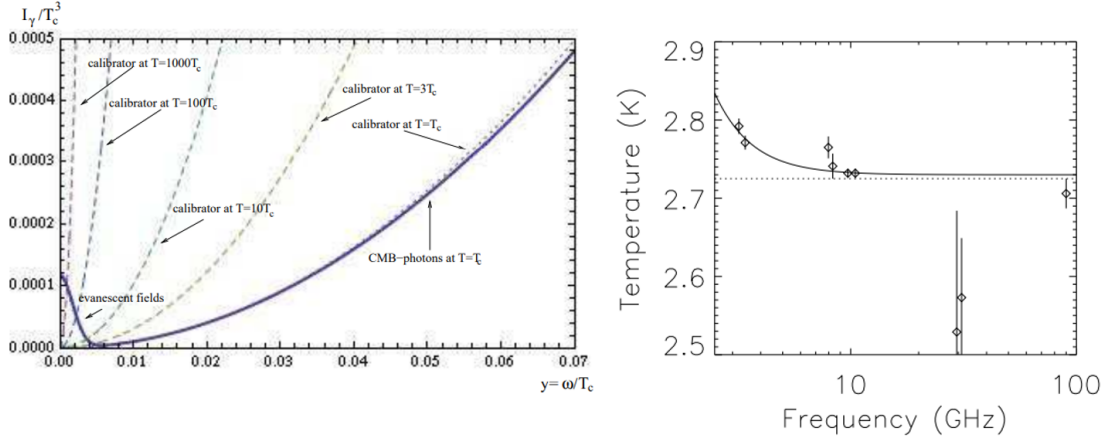 I_γ/T_c^3
0.0005
0.0004
0.0003
0.0002
0.0001
0.0000
calibrator at T=1000T_c
calibrator at T=100T_c
calibrator at T=3T_c
calibrator at T=T_c
calibrator at T=10T_c
CMB−photons at T=T_c
evanescent fields
0.00 0.01 0.02 0.03 0.04 0.05 0.06 0.07
y= ω/T_c
2.9
2.8
2.7
2.6
2.5
Temperature (K)
10 100
Frequency (GHz)